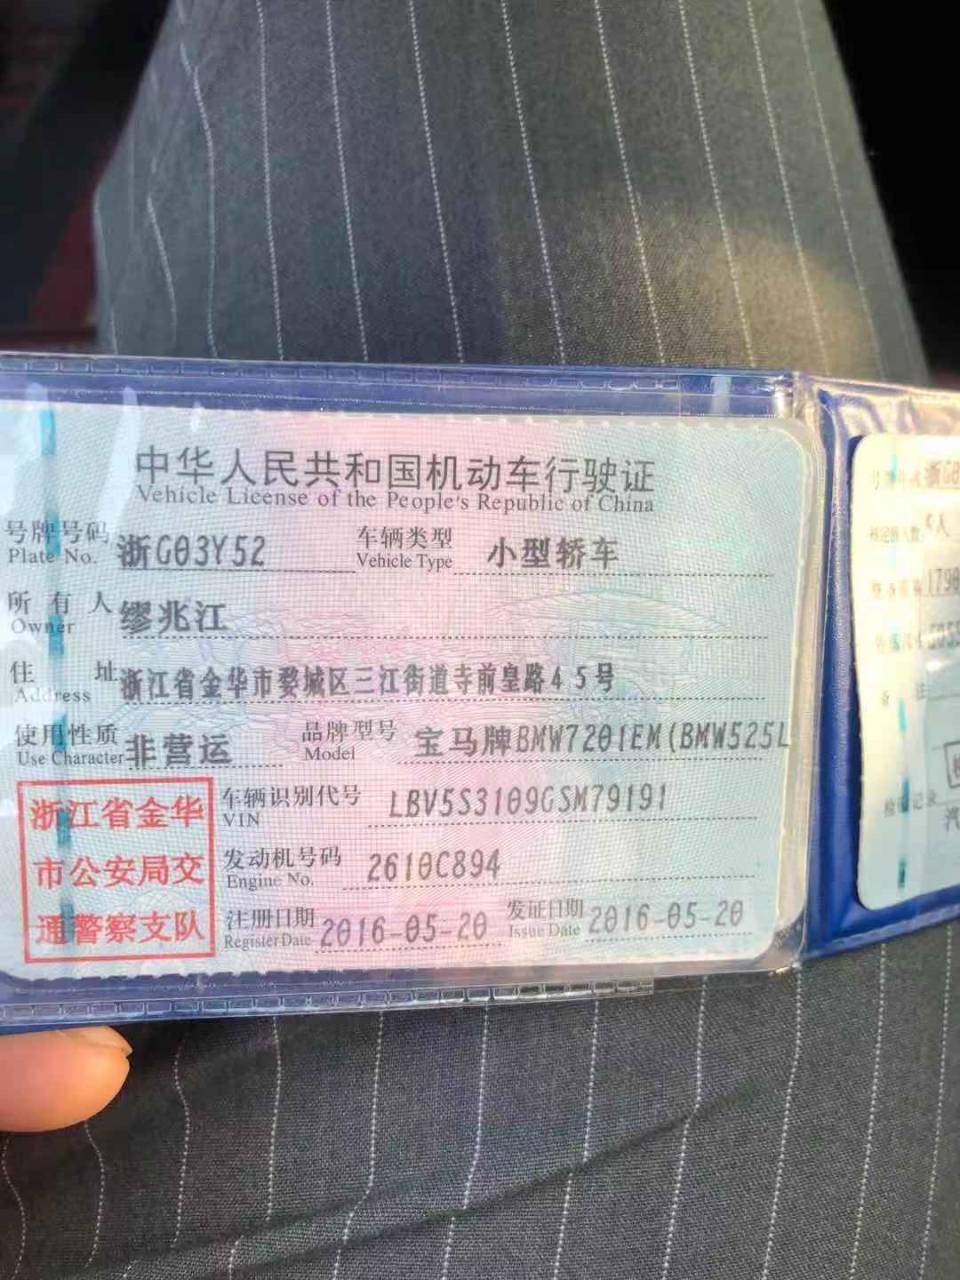 中华人民共和国机动车行驶证
Vehicle License of the People's Republic of China
号牌号码 浙G03Y52 车辆类型 小型轿车
Plate No. Vehicle Type
所有人 缪兆江
Owner
住址 浙江省金华市婺城区三江街道寺前皇路45号
Address
使用性质 非营运 品牌型号 宝马牌BMW7201EM(BMW525L
Use Character Model
浙江省金华
市公安局交
通警察支队
车辆识别代号 LBV5S3109GSM79191
VIN
发动机号码 2610C894
Engine No.
注册日期 2016-05-20 发证日期 2016-05-20
Register Date Issue Date
人
检验记录